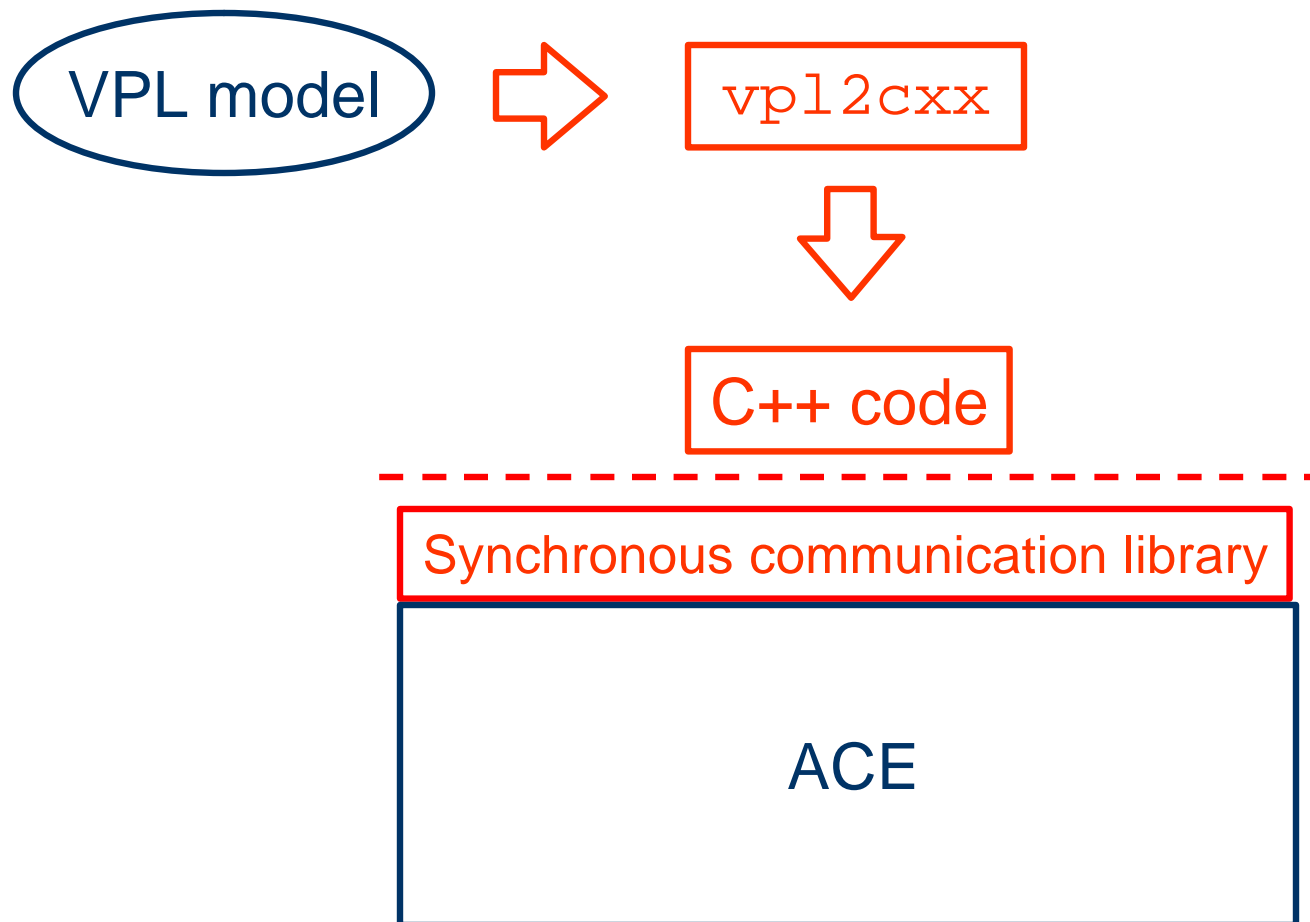 VPL model
vpl2cxx
C++ code
Synchronous communication library
ACE